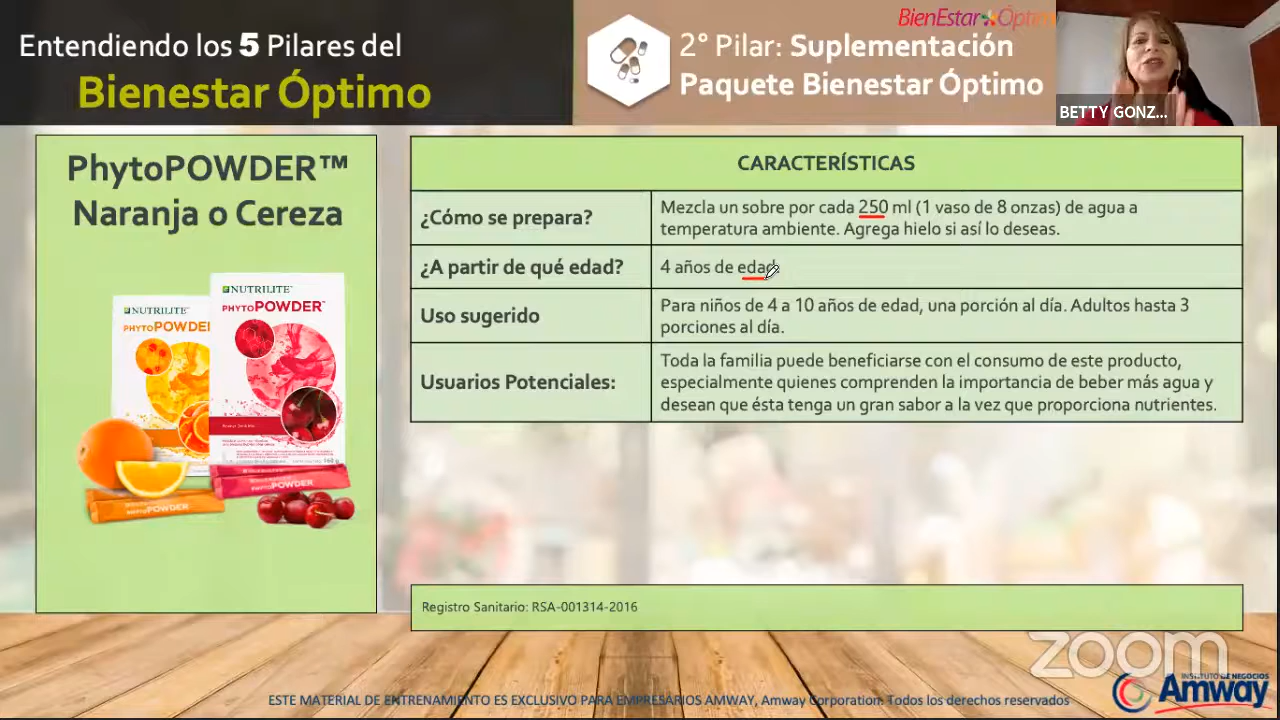 Entendiendo los 5 Pilares del
Bienestar Óptimo
2° Pilar: Suplementación
Paquete Bienestar Óptimo
BienEstar Óptim
BETTY GONZ...
PhytoPOWDER™
Naranja o Cereza
NUTRILITE
PHYTOPOWDER
NUTRILITE
PHYTOPOWDER
PHYTOPOWDER
PHYTOPOWDER
CARACTERÍSTICAS
¿Cómo se prepara?
Mezcla un sobre por cada 250 ml (1 vaso de 8 onzas) de agua a
temperatura ambiente. Agrega hielo si así lo deseas.
¿A partir de qué edad?
4 años de edad
Uso sugerido
Para niños de 4 a 10 años de edad, una porción al día. Adultos hasta 3
porciones al día.
Usuarios Potenciales:
Toda la familia puede beneficiarse con el consumo de este producto,
especialmente quienes comprenden la importancia de beber más agua y
desean que ésta tenga un gran sabor a la vez que proporciona nutrientes.
Registro Sanitario: RSA-001314-2016
zoom
ESTE MATERIAL DE ENTRENAMIENTO ES EXCLUSIVO PARA EMPRESARIOS AMWAY, Amway Corporation. Todos los derechos reservados
INSTITUTO DE NEGOCIOS
Amway